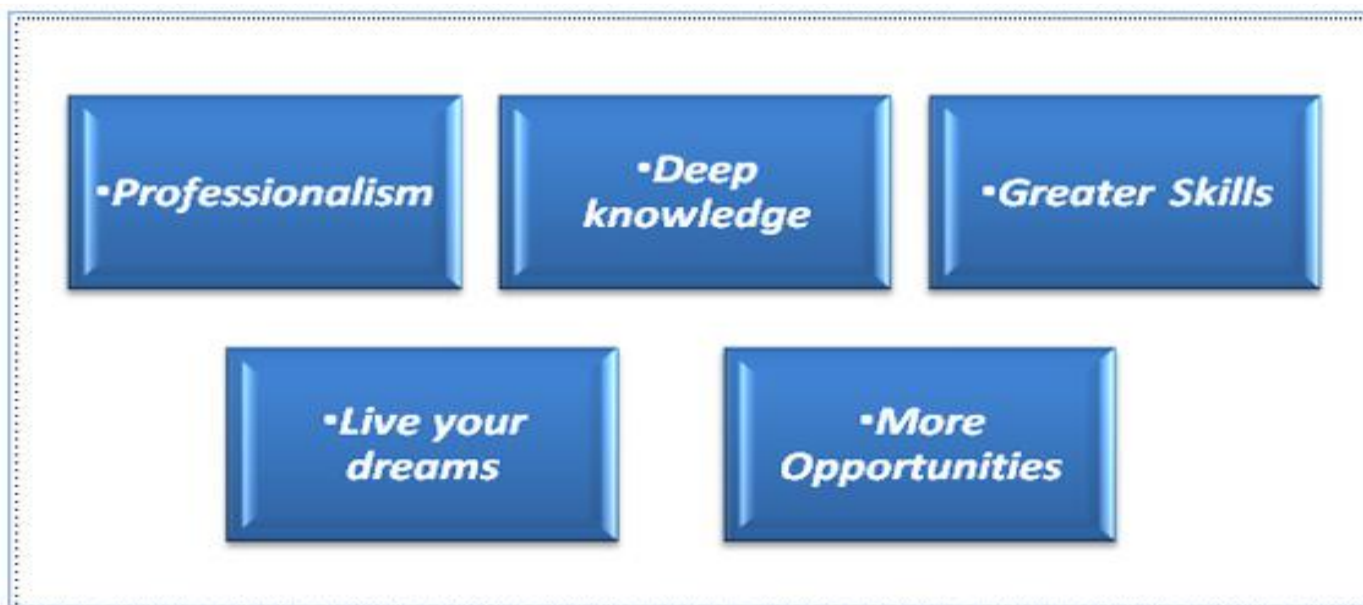 ▪Professionalism
▪Deep
knowledge
▪Greater Skills
▪Live your
dreams
▪More
Opportunities